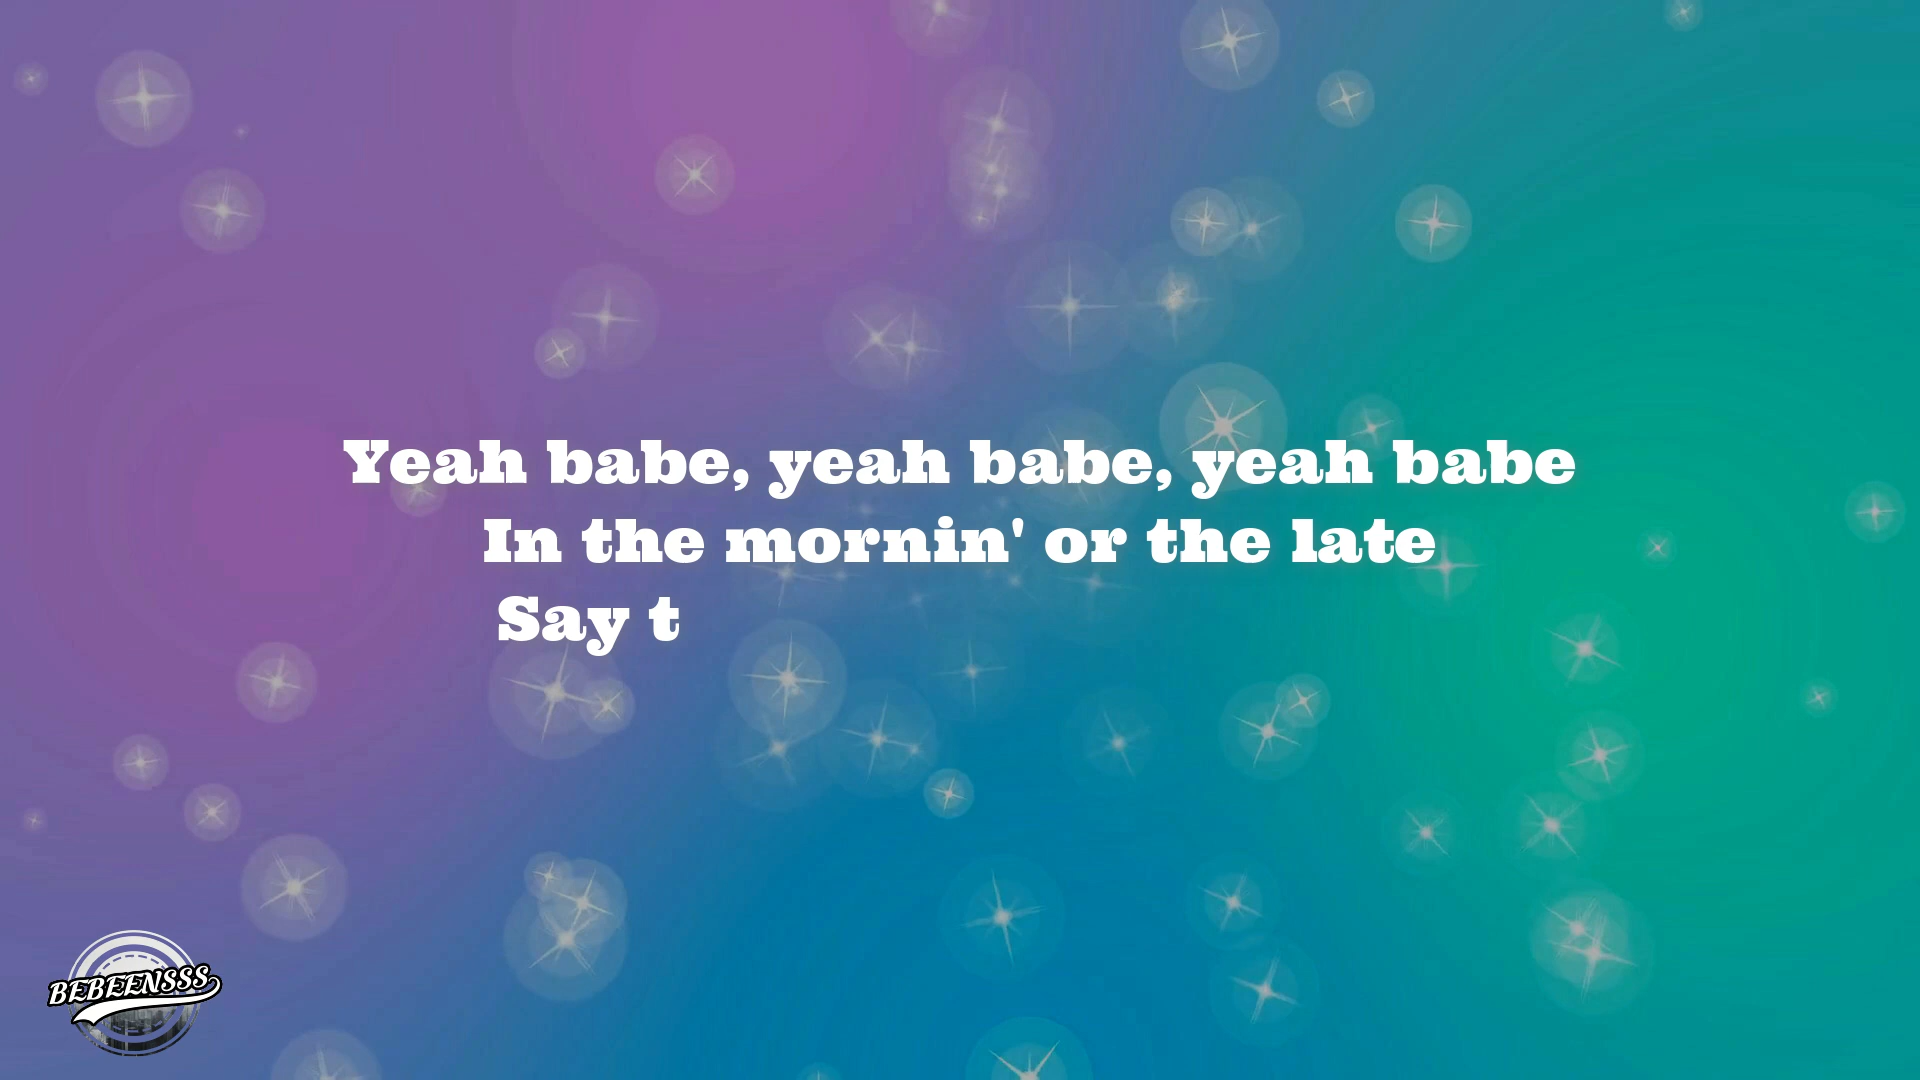 Yeah babe, yeah babe, yeah babe
In the mornin' or the late
Say t
BEBEENSSS